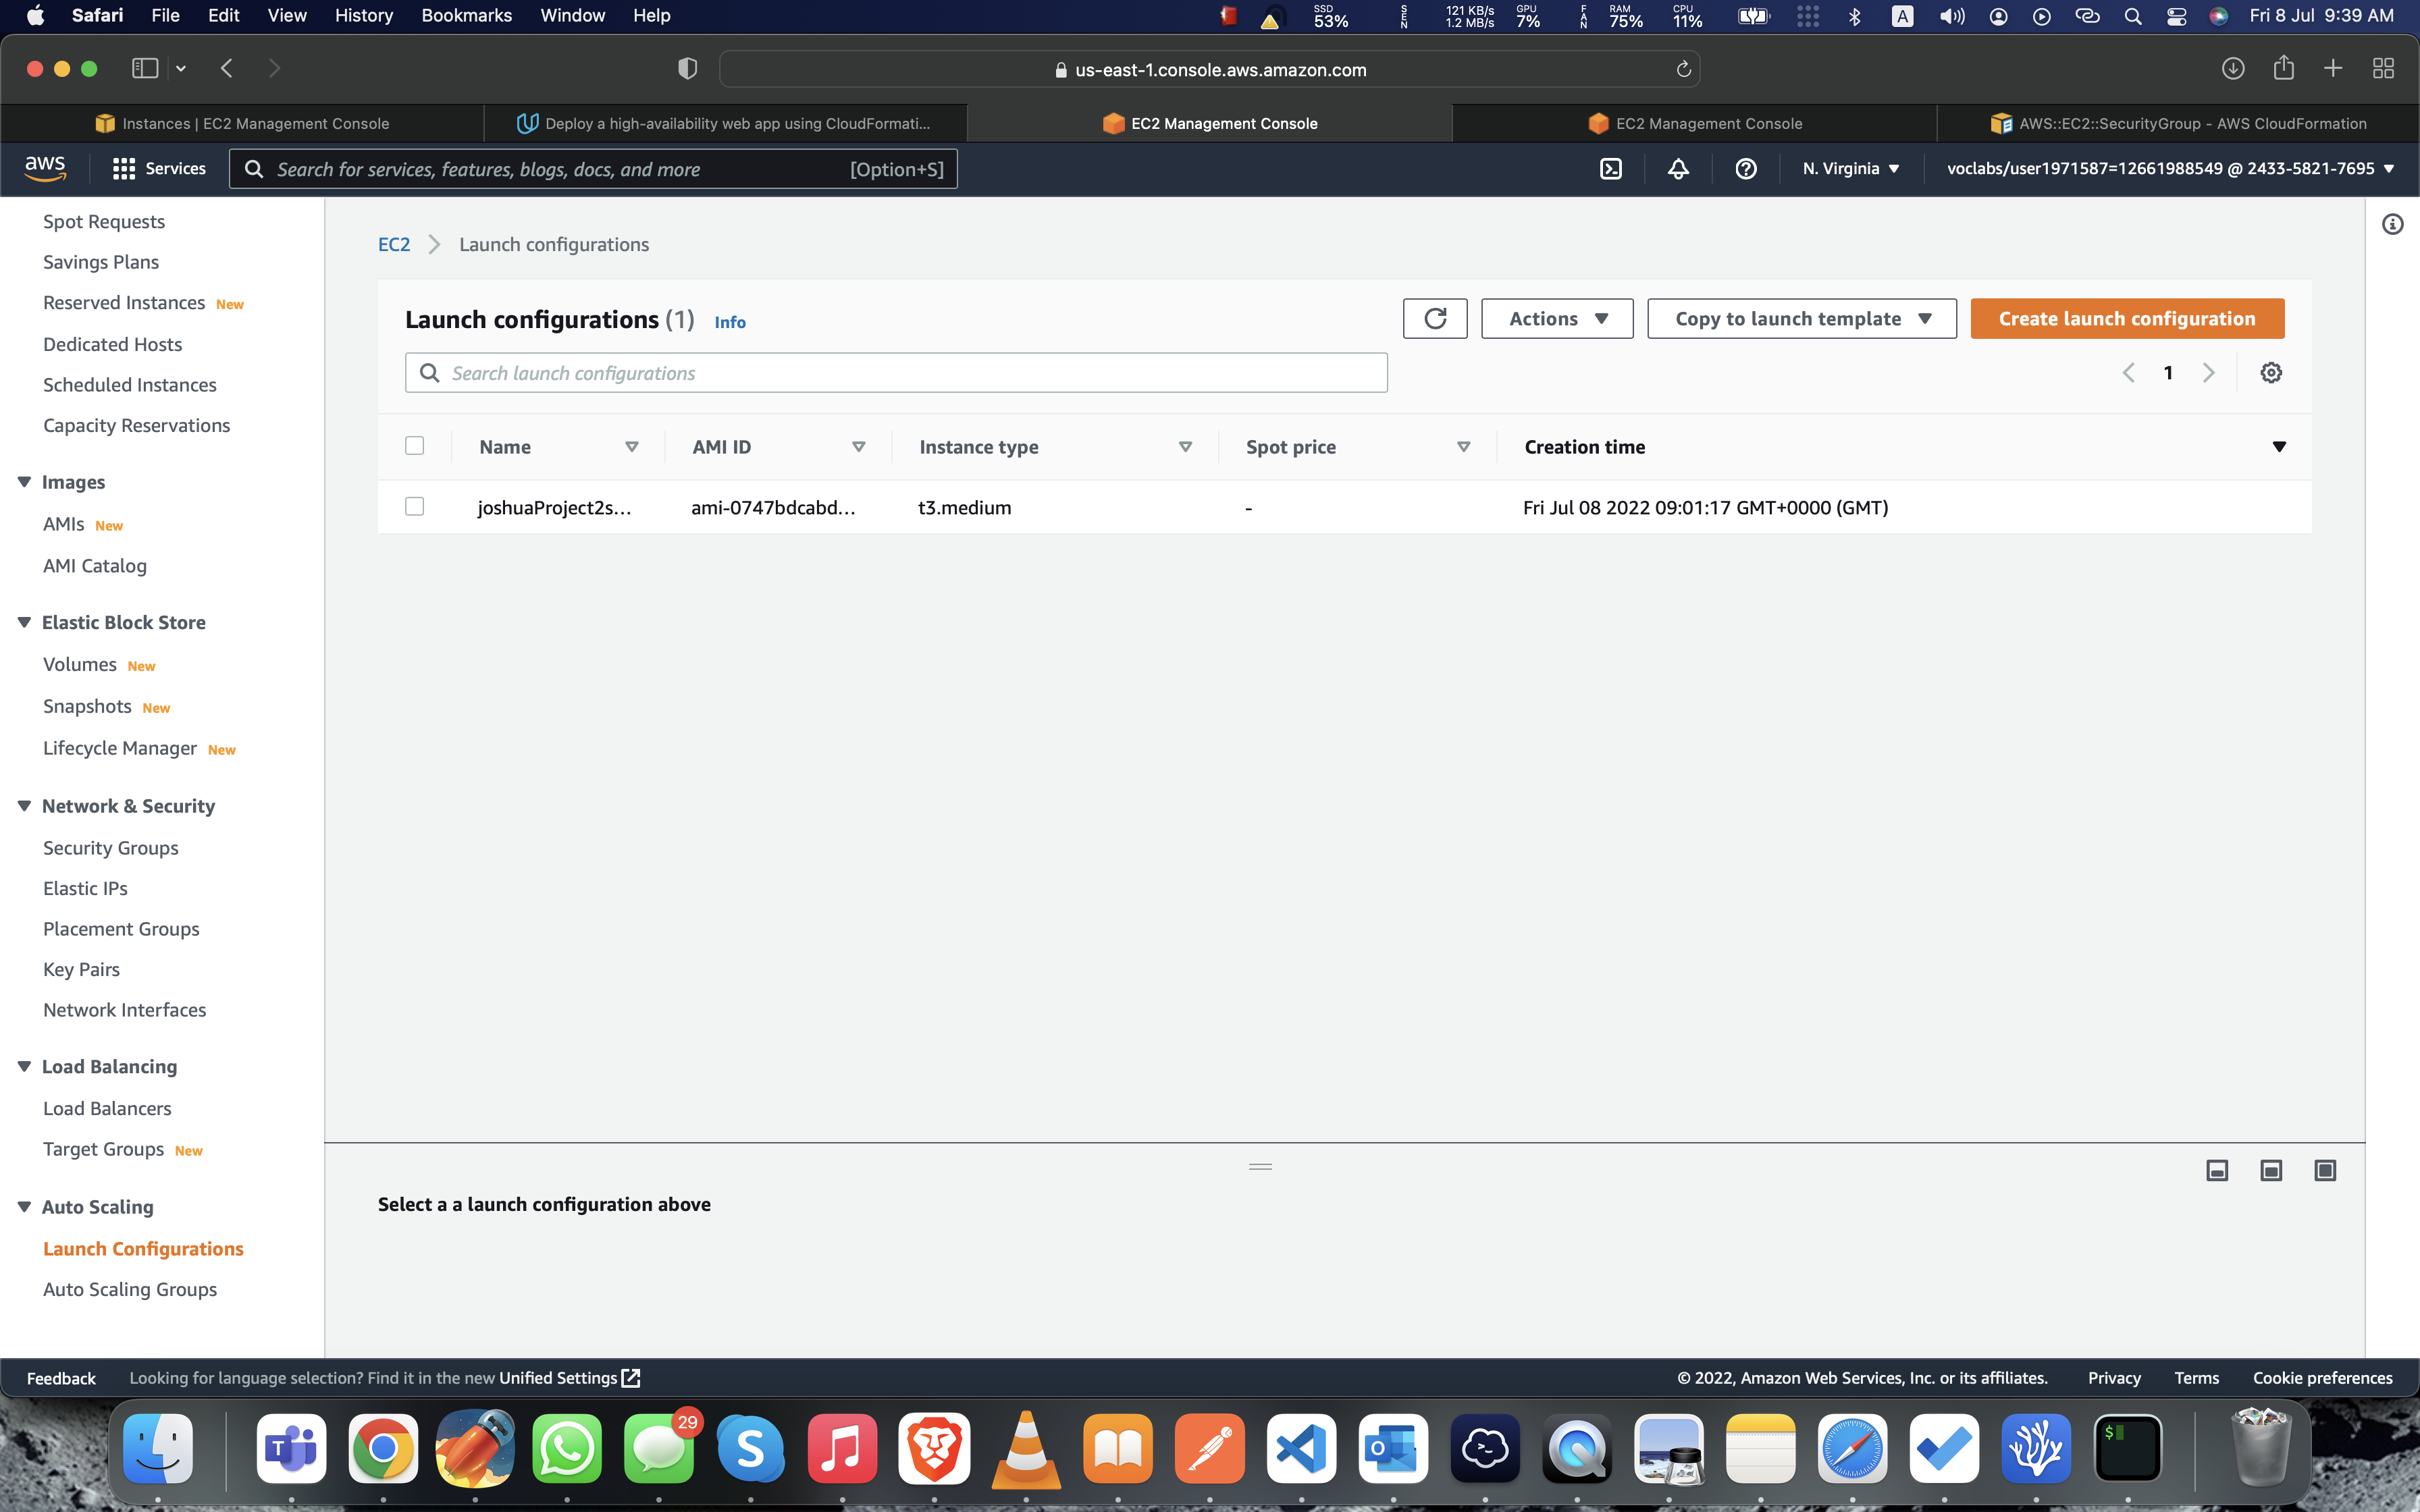 Safari File Edit View History Bookmarks Window Help SSD 53% SEN 121 KB/s 1.2 MB/s GPU 7% FAN RAM 75% CPU 11% A Fri 8 Jul 9:39 AM
us-east-1.console.aws.amazon.com
Instances | EC2 Management Console
Deploy a high-availability web app using CloudFormati...
EC2 Management Console
EC2 Management Console
AWS::EC2::SecurityGroup - AWS CloudFormation
aws Services Search for services, features, blogs, docs, and more [Option+S] N. Virginia voclabs/user1971587=12661988549 @ 2433-5821-7695
Spot Requests
Savings Plans
Reserved Instances New
Dedicated Hosts
Scheduled Instances
Capacity Reservations
Images
AMIs New
AMI Catalog
Elastic Block Store
Volumes New
Snapshots New
Lifecycle Manager New
Network & Security
Security Groups
Elastic IPs
Placement Groups
Key Pairs
Network Interfaces
Load Balancing
Load Balancers
Target Groups New
Auto Scaling
Launch Configurations
Auto Scaling Groups
EC2 > Launch configurations
Launch configurations (1) Info
Actions
Copy to launch template
Create launch configuration
Search launch configurations
1
Name AMI ID Instance type Spot price Creation time
joshuaProject2s... ami-0747bdcabd... t3.medium - Fri Jul 08 2022 09:01:17 GMT+0000 (GMT)
Select a a launch configuration above
Feedback Looking for language selection? Find it in the new Unified Settings © 2022, Amazon Web Services, Inc. or its affiliates. Privacy Terms Cookie preferences
29